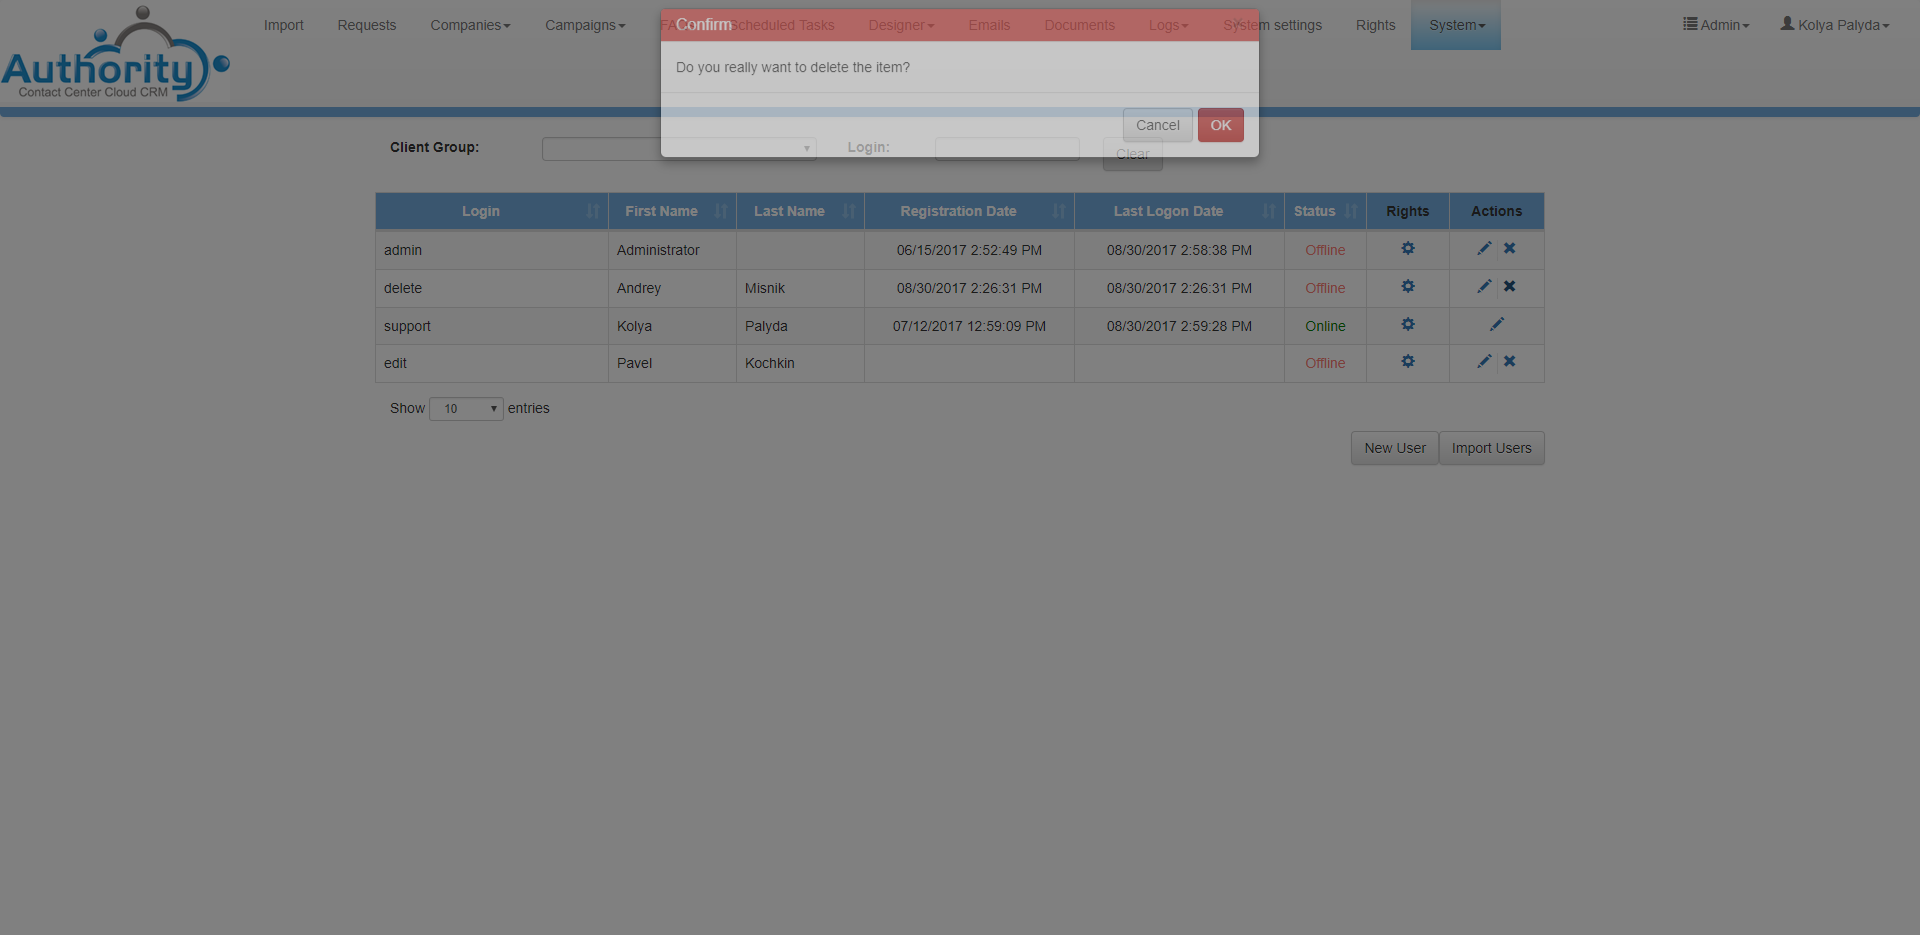 Authority
Contact Center Cloud CRM
Import Requests Companies Campaigns Scheduled Tasks Designer Emails Documents Logs System settings Rights System Admin Kolya Palyda
Confirm
Do you really want to delete the item?
Cancel OK
Client Group: Login: Clear
Login First Name Last Name Registration Date Last Logon Date Status Rights Actions
admin Administrator 06/15/2017 2:52:49 PM 08/30/2017 2:58:38 PM Offline
delete Andrey Misnik 08/30/2017 2:26:31 PM 08/30/2017 2:26:31 PM Offline
support Kolya Palyda 07/12/2017 12:59:09 PM 08/30/2017 2:59:28 PM Online
edit Pavel Kochkin Offline
Show 10 entries
New User Import Users